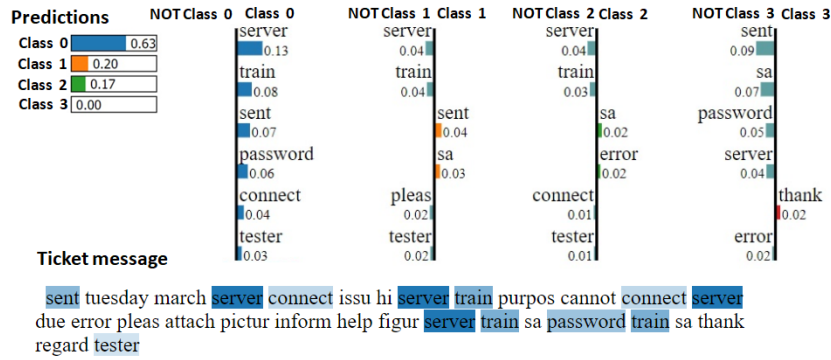 Predictions
NOT Class 0 Class 0 NOT Class 1 Class 1 NOT Class 2 Class 2 NOT Class 3 Class 3
Class 0 0.63
Class 1 0.20
Class 2 0.17
Class 3 0.00
server
0.13
train
0.08
sent
0.07
password
0.06
connect
0.04
tester
0.03
server
0.04
train
0.04
sent
0.04
sa
0.03
pleas
0.02
tester
0.02
server
0.04
train
0.03
sa
0.02
error
0.02
connect
0.01
tester
0.01
sent
0.09
sa
0.07
password
0.05
server
0.04
thank
0.02
error
0.02
Ticket message
sent tuesday march server connect issu hi server train purpos cannot connect server
due error pleas attach pictur inform help figur server train sa password train sa thank
regard tester